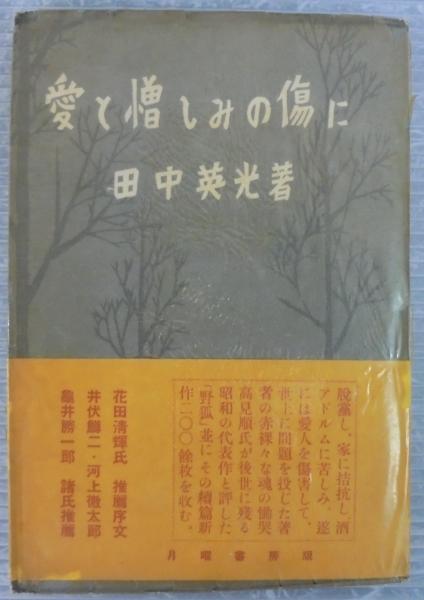 愛と憎しみの傷に
田中英光著
脱黨し、家に拮抗し酒
アドルムに苦しみ、遂
には愛人を傷害して、
世上に問題を投じた著
者の赤裸々な魂の慟哭
高見順氏が後世に残る
昭和の代表作と評した
「野狐」並に その續篇新
作二〇〇餘枚を收む。
花田淸輝氏 推薦序文
井伏鱒二・河上徹太郎
龜井勝一郎 諸氏推薦
月曜書房版